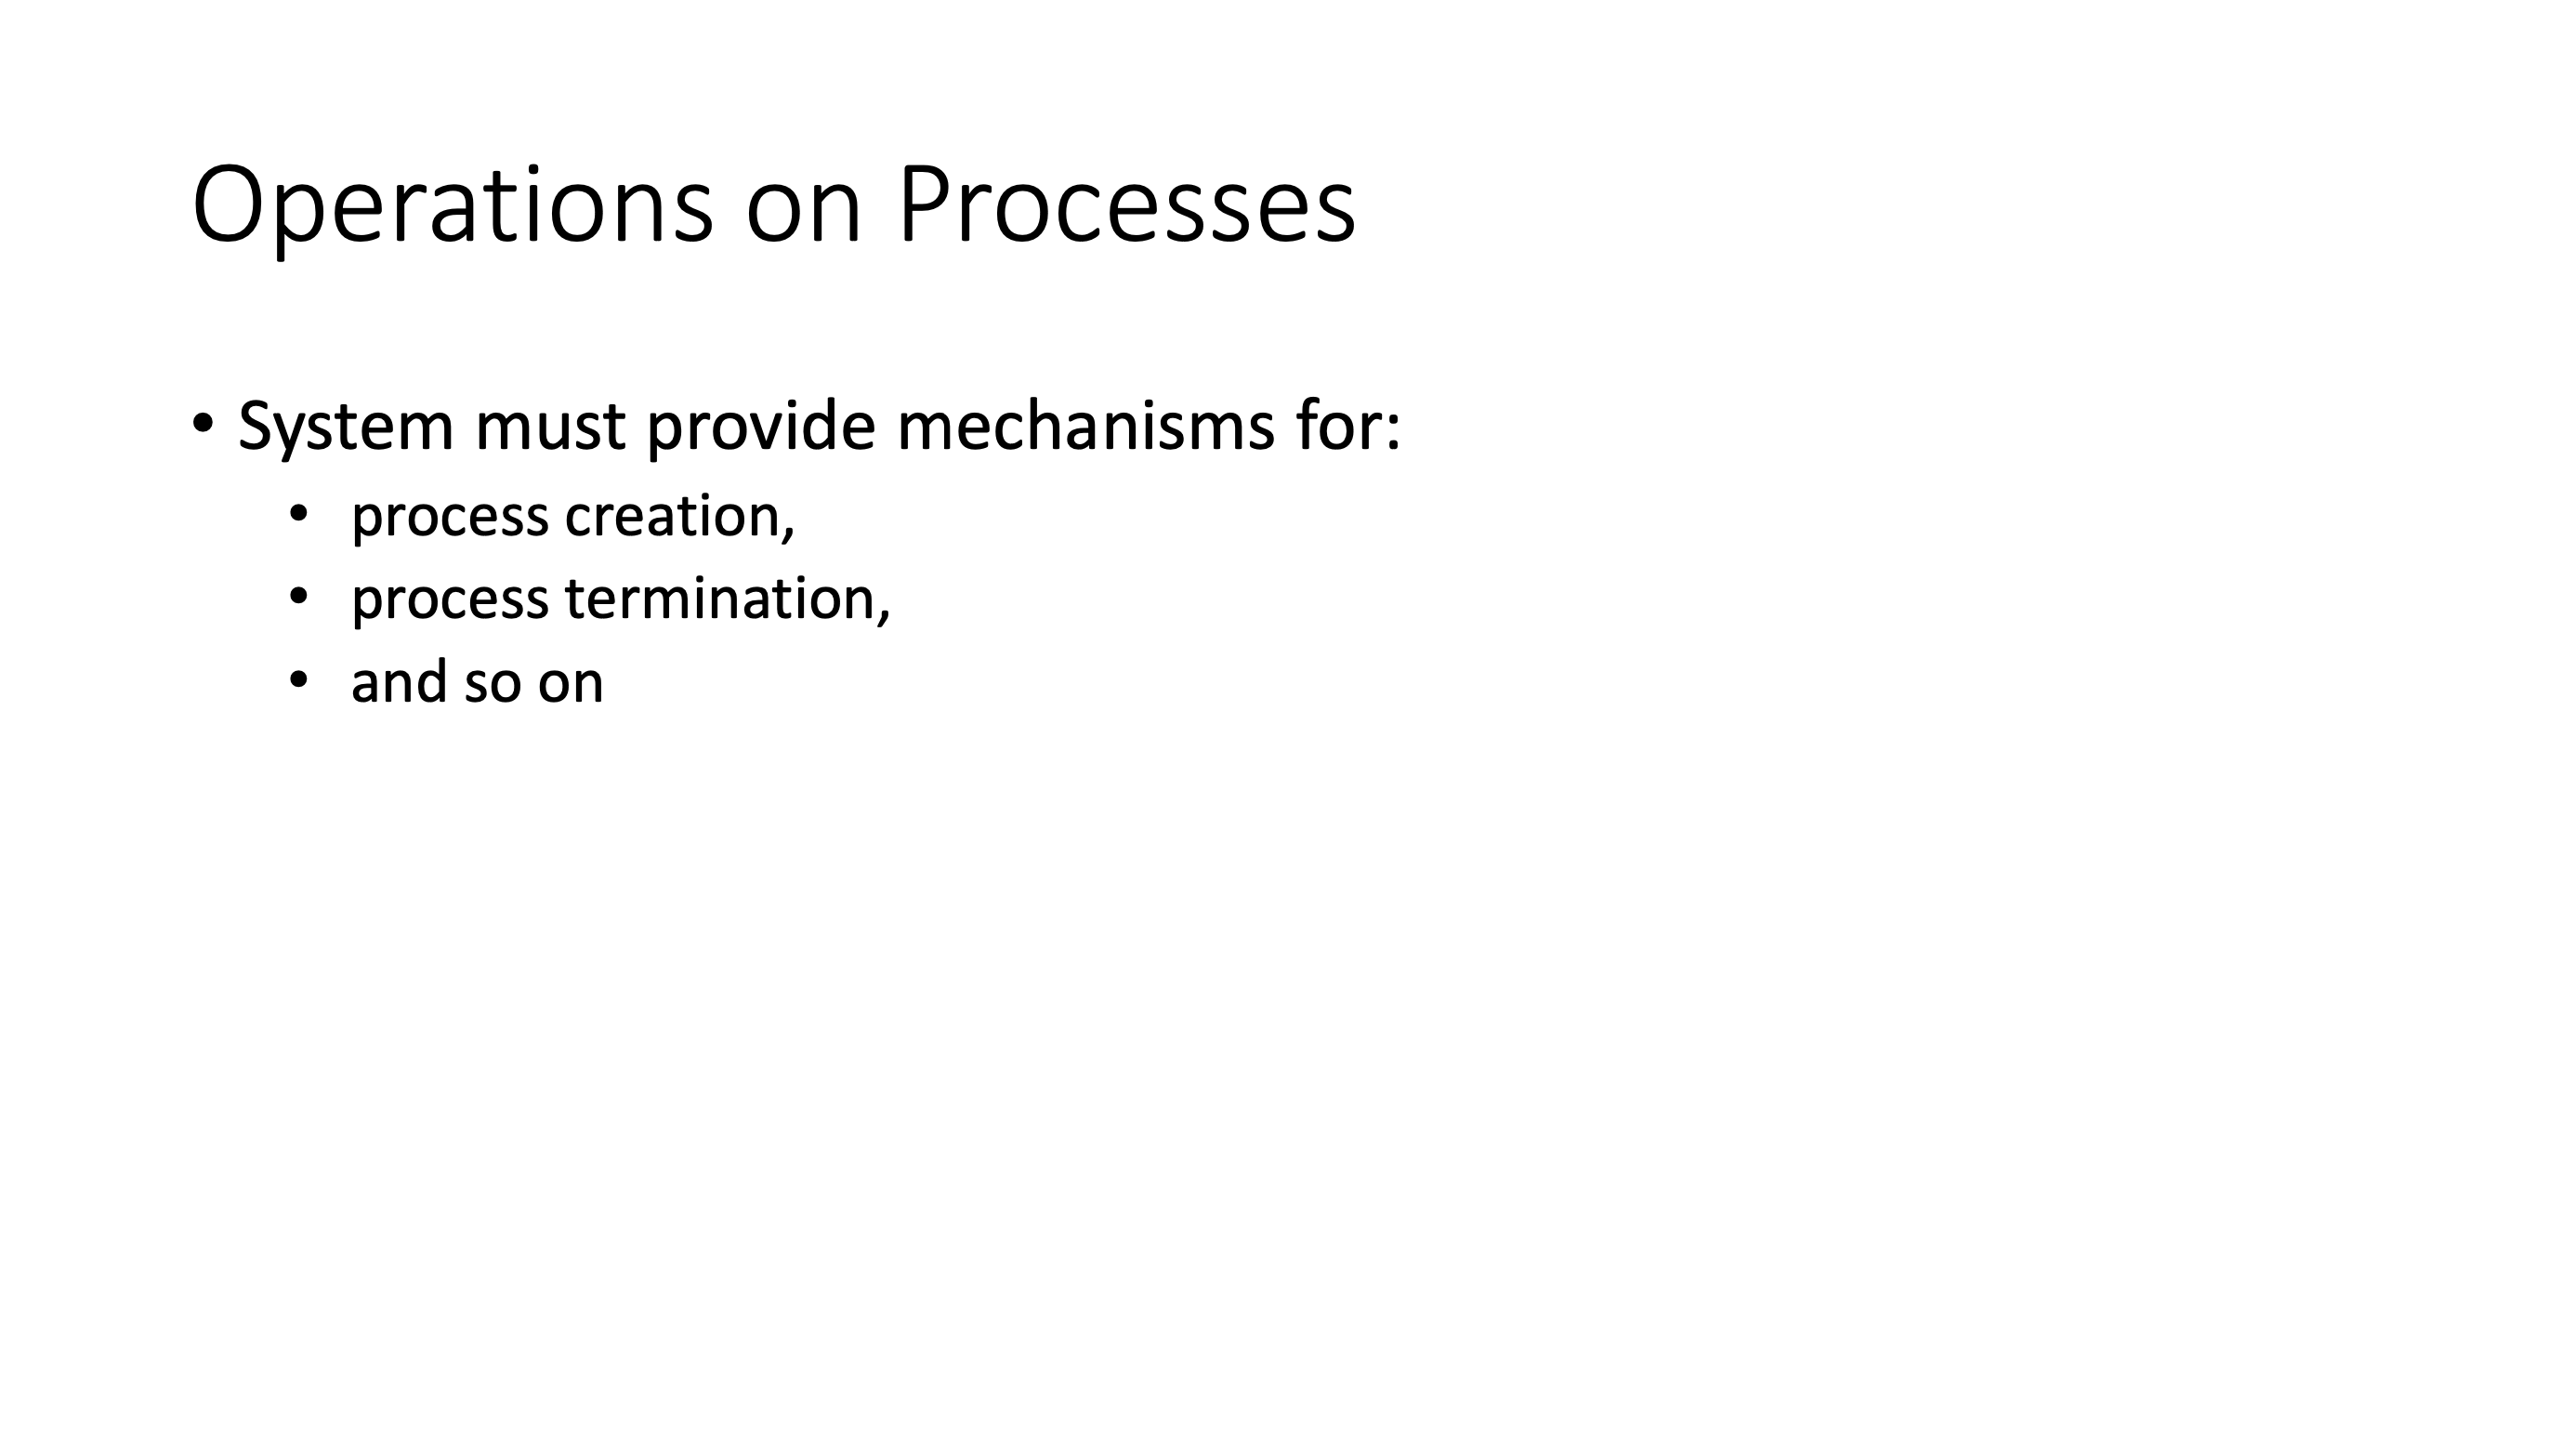 Operations on Processes
• System must provide mechanisms for:
• process creation,
• process termination,
• and so on